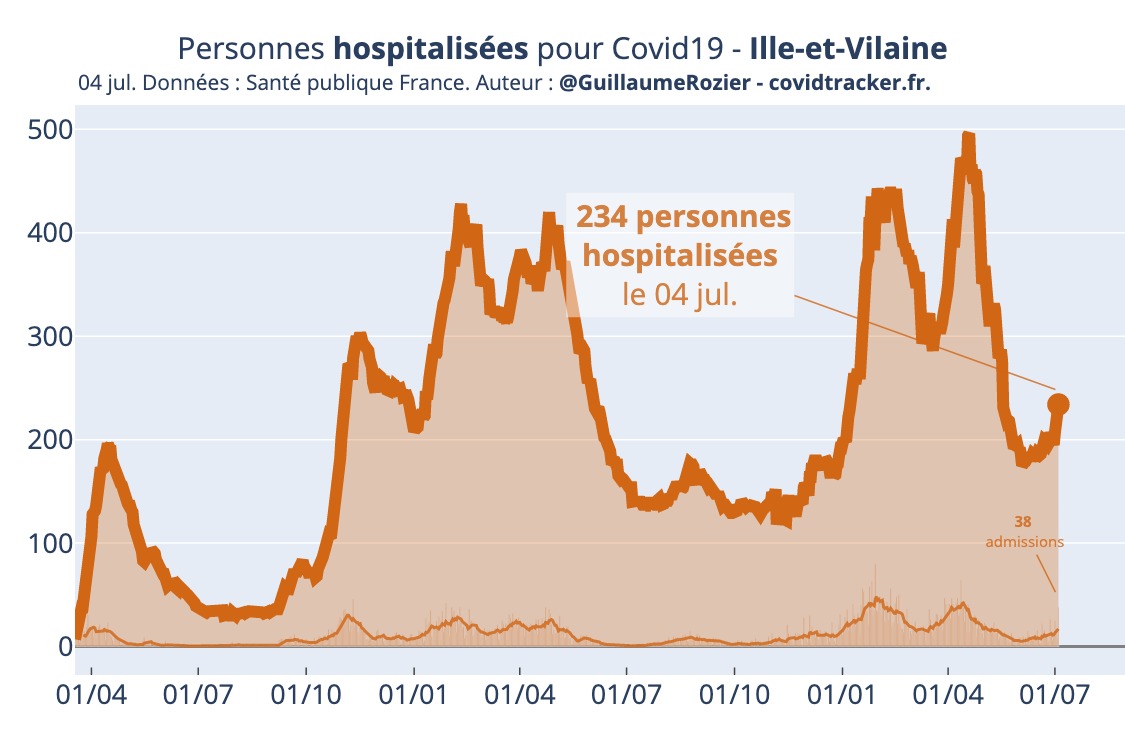 Personnes hospitalisées pour Covid19 - Ille-et-Vilaine
04 jul. Données : Santé publique France. Auteur : @GuillaumeRozier - covidtracker.fr.
500
400
300
200
100
0
234 personnes
hospitalisées
le 04 jul.
38
admissions
01/04 01/07 01/10 01/01 01/04 01/07 01/10 01/01 01/04 01/07